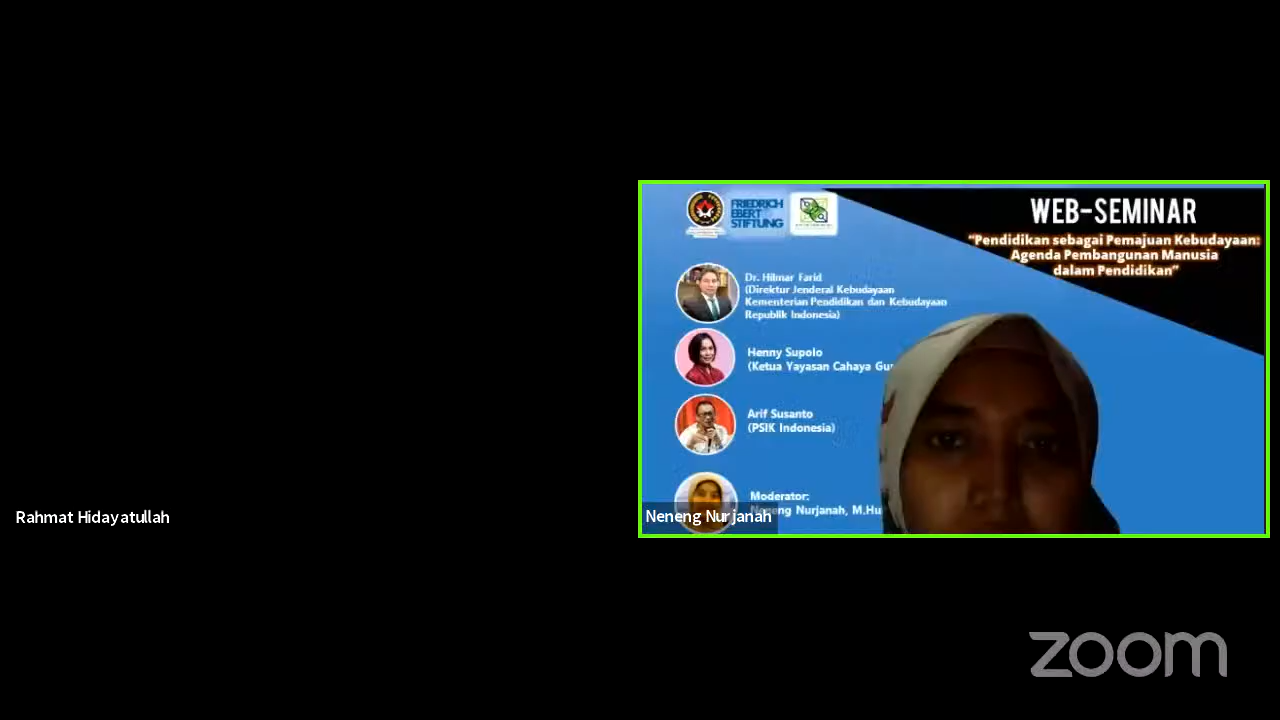 FRIEDRICH
EBERT
STIFTUNG
WEB-SEMINAR
“Pendidikan sebagai Pemajuan Kebudayaan:
Agenda Pembangunan Manusia
dalam Pendidikan”
Dr. Hilmar Farid
(Direktur Jenderal Kebudayaan
Kementerian Pendidikan dan Kebudayaan
Republik Indonesia)
Henny Supolo
(Ketua Yayasan Cahaya Gu
Arif Susanto
(PSIK Indonesia)
Moderator:
Neneng Nurjanah, M.Hu
Neneng Nurjanah
Rahmat Hidayatullah
zoom